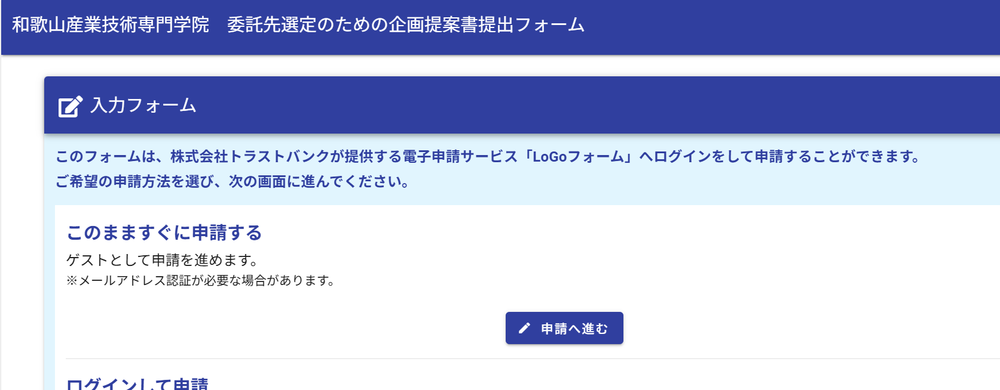 和歌山産業技術専門学院　委託先選定のための企画提案書提出フォーム
入力フォーム
このフォームは、株式会社トラストバンクが提供する電子申請サービス「LoGoフォーム」へログインをして申請することができます。
ご希望の申請方法を選び、次の画面に進んでください。
このまますぐに申請する
ゲストとして申請を進めます。
※メールアドレス認証が必要な場合があります。
申請へ進む
ログインして申請